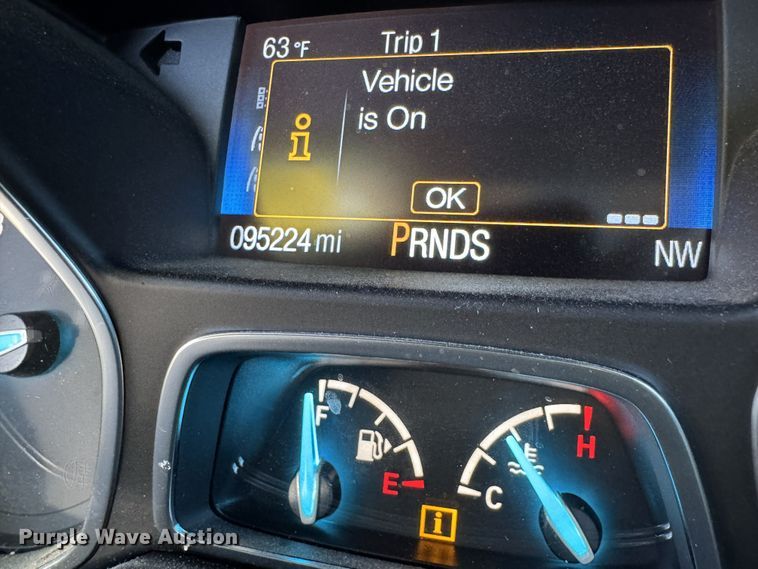 63 °F Trip 1
Vehicle
is On
i
OK
095224 mi PRNDS NW
F
E
H
C
i
Purple Wave Auction